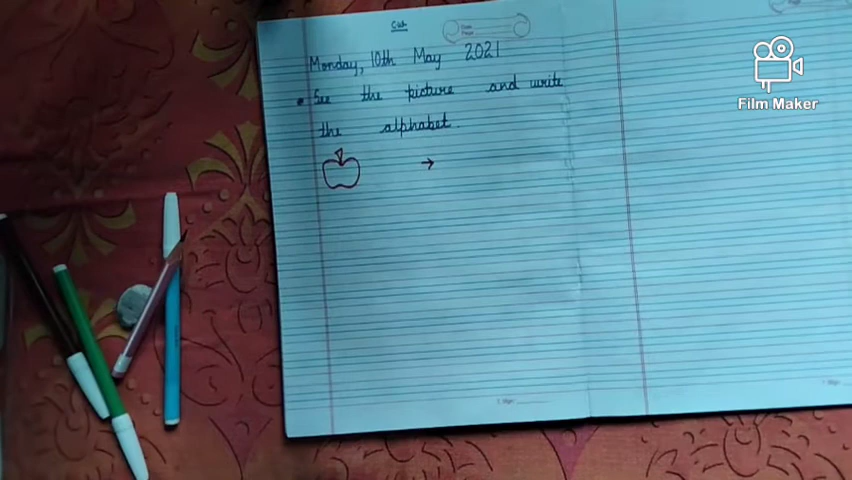 C.W
Monday, 10th May 2021
• See the picture and write
the alphabet.
→
Film Maker